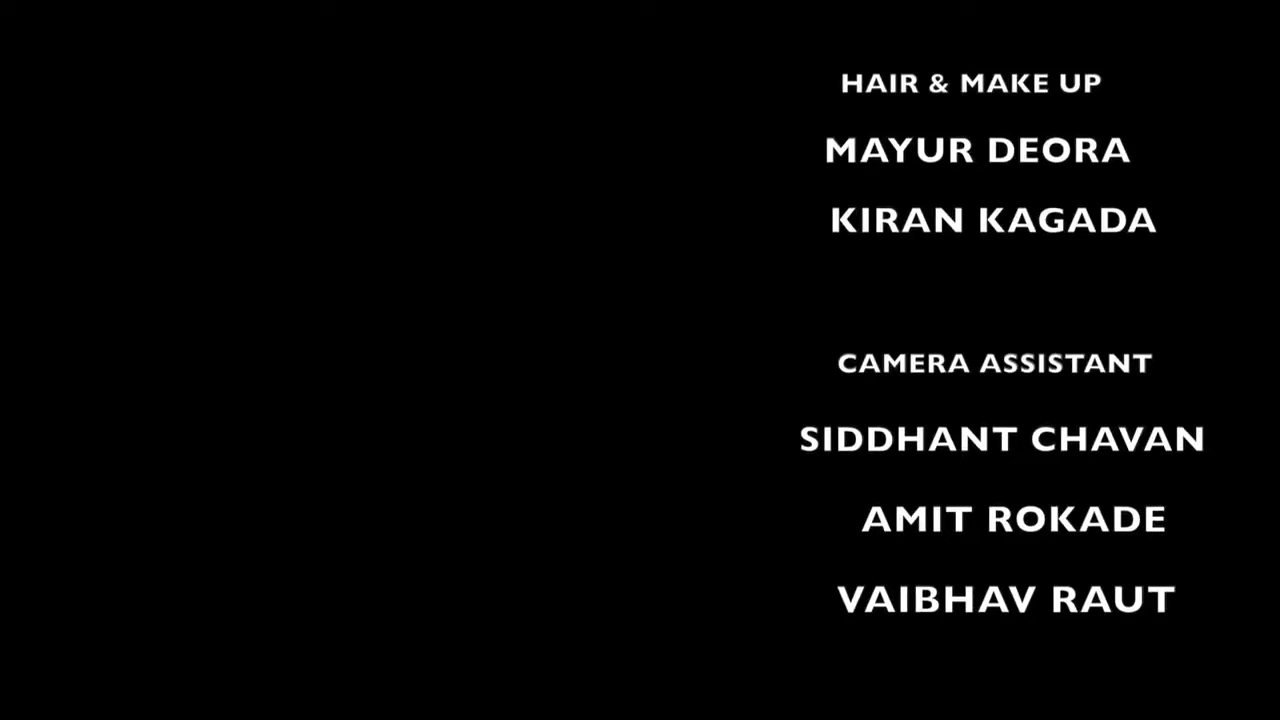 HAIR & MAKE UP
MAYUR DEORA
KIRAN KAGADA
CAMERA ASSISTANT
SIDDHANT CHAVAN
AMIT ROKADE
VAIBHAV RAUT